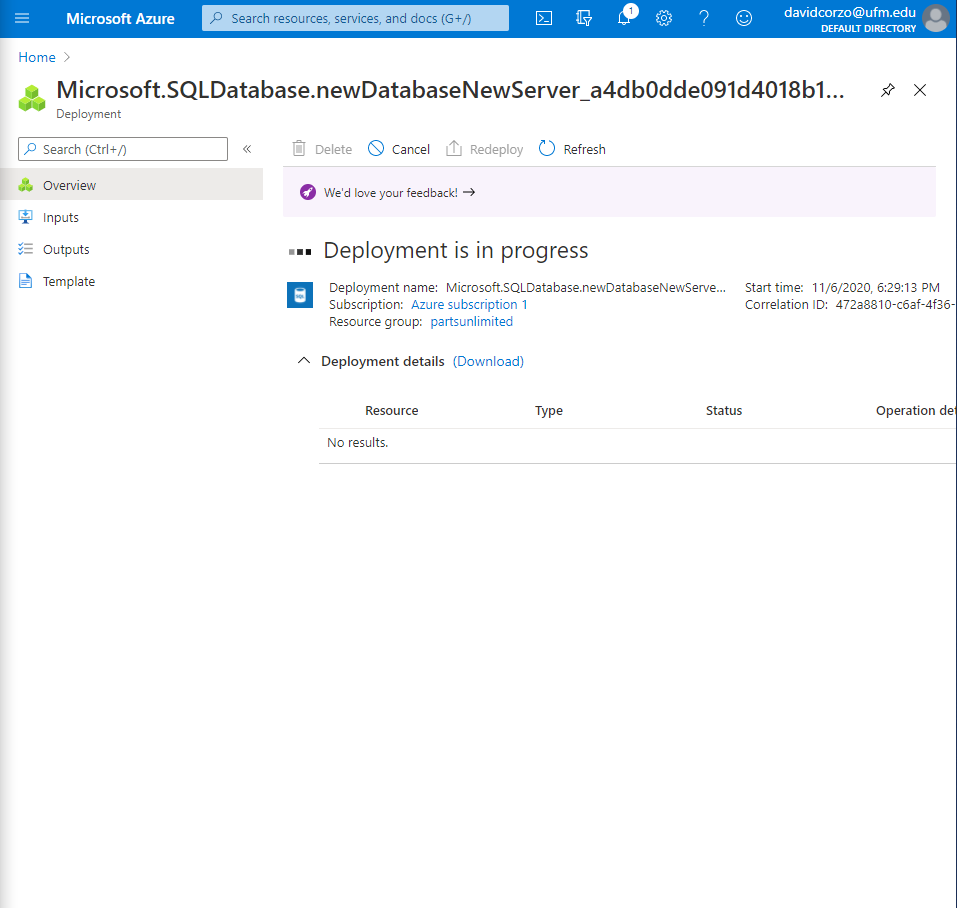 Microsoft Azure
Search resources, services, and docs (G+/)
1
davidcorzo@ufm.edu
DEFAULT DIRECTORY
Home
Microsoft.SQLDatabase.newDatabaseNewServer_a4db0dde091d4018b1...
Deployment
Search (Ctrl+/)
«
Delete
Cancel
Redeploy
Refresh
Overview
Inputs
Outputs
Template
We'd love your feedback! →
Deployment is in progress
Deployment name: Microsoft.SQLDatabase.newDatabaseNewServe...
Subscription: Azure subscription 1
Resource group: partsunlimited
Start time: 11/6/2020, 6:29:13 PM
Correlation ID: 472a8810-c6af-4f36-
Deployment details (Download)
Resource Type Status Operation det
No results.